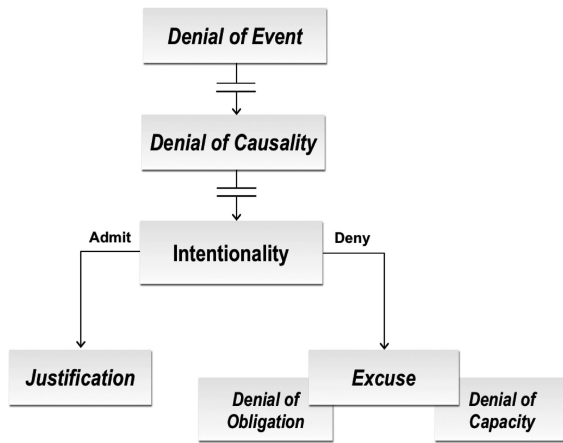 Denial of Event
Denial of Causality
Admit
Intentionality
Deny
Justification
Excuse
Denial of
Obligation
Denial of
Capacity